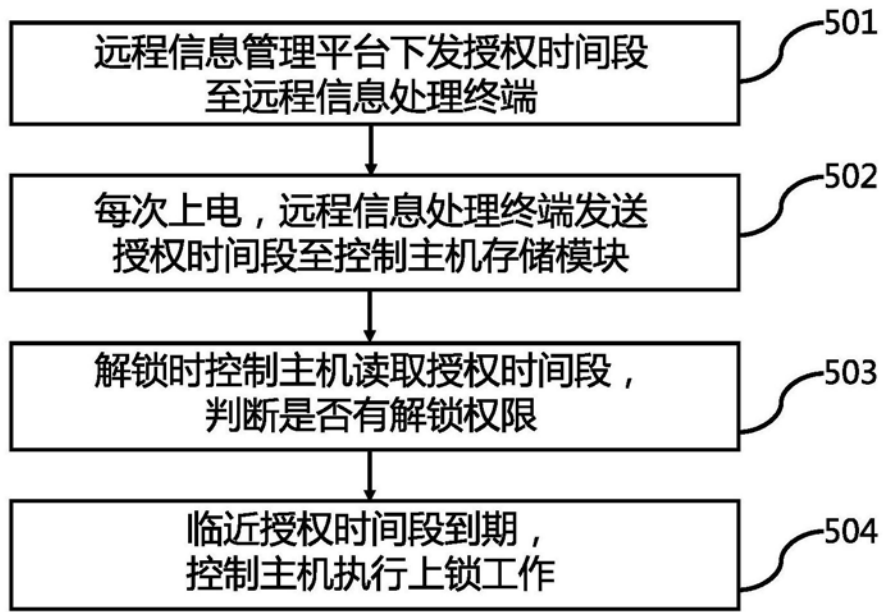 远程信息管理平台下发授权时间段
至远程信息处理终端
501
每次上电，远程信息处理终端发送
授权时间段至控制主机存储模块
502
解锁时控制主机读取授权时间段，
判断是否有解锁权限
503
临近授权时间段到期，
控制主机执行上锁工作
504